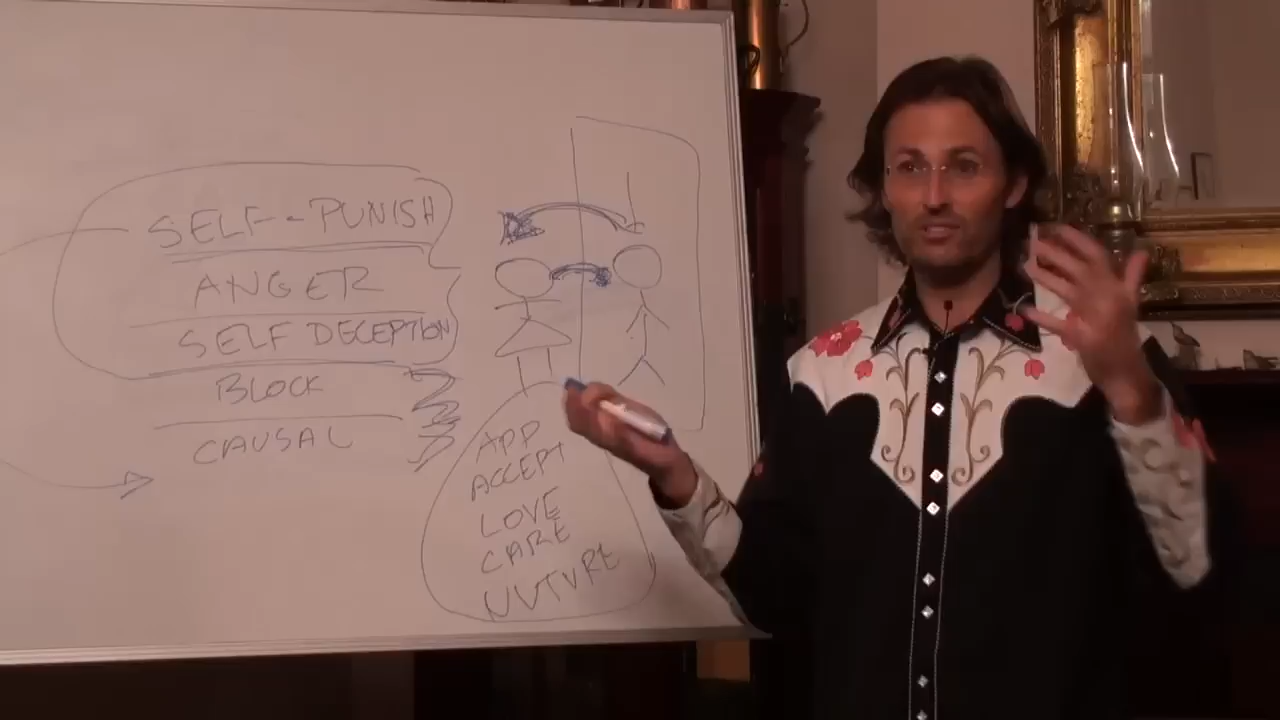 SELF-PUNISH
ANGER
SELF DECEPTION
BLOCK
CAUSAL
APP
ACCEPT
LOVE
CARE
NUTURE